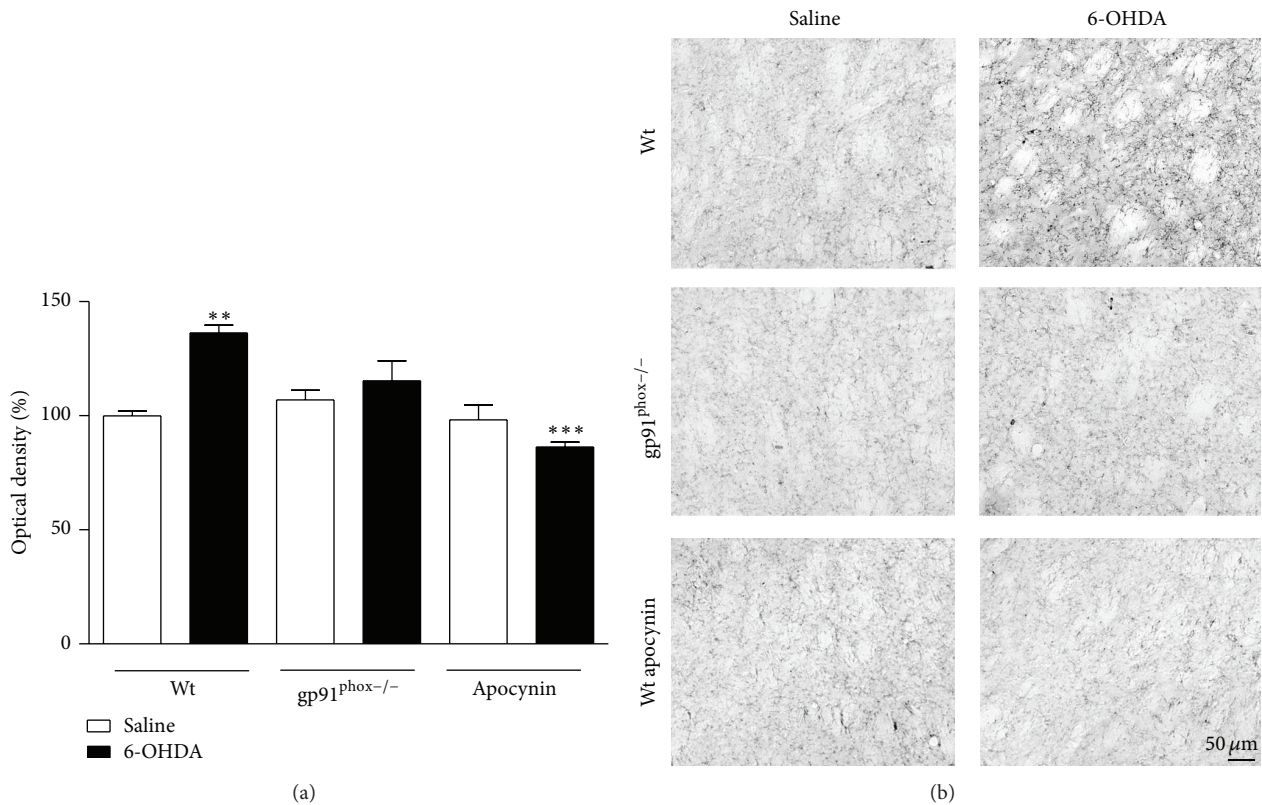 Saline
6-OHDA
Wt
gp91phox−/−
Wt apocynin
50 μm
(b)
150
100
50
0
Optical density (%)
**
***
Wt
gp91phox−/−
Apocynin
Saline
6-OHDA
(a)